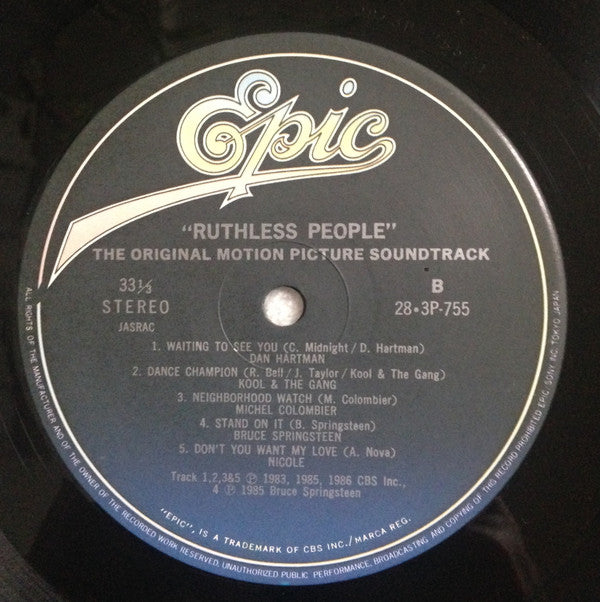 Epic
"RUTHLESS PEOPLE"
THE ORIGINAL MOTION PICTURE SOUNDTRACK
33⅓
STEREO
JASRAC
B
28・3P-755
1. WAITING TO SEE YOU (C. Midnight/D. Hartman)
DAN HARTMAN
2. DANCE CHAMPION (R. Bell/J. Taylor/Kool & The Gang)
KOOL & THE GANG
3. NEIGHBORHOOD WATCH (M. Colombier)
MICHEL COLOMBIER
4. STAND ON IT (B. Springsteen)
BRUCE SPRINGSTEEN
5. DON'T YOU WANT MY LOVE (A. Nova)
NICOLE
Track 1,2,3&5 ℗ 1983, 1985, 1986 CBS Inc.,
4 ℗ 1985 Bruce Springsteen
"EPIC", IS A TRADEMARK OF CBS INC./MARCA REG.
ALL RIGHTS OF THE MANUFACTURER AND OF THE OWNER OF THE RECORDED WORK RESERVED. UNAUTHORIZED PUBLIC PERFORMANCE, BROADCASTING AND COPYING OF THIS RECORD PROHIBITED EPIC, SONY INC. TOKYO JAPAN